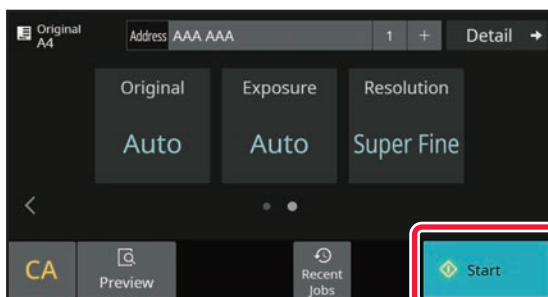 Original
A4
Address AAA AAA 1 + Detail
Original Exposure Resolution
Auto Auto Super Fine
CA Preview Recent
Jobs Start